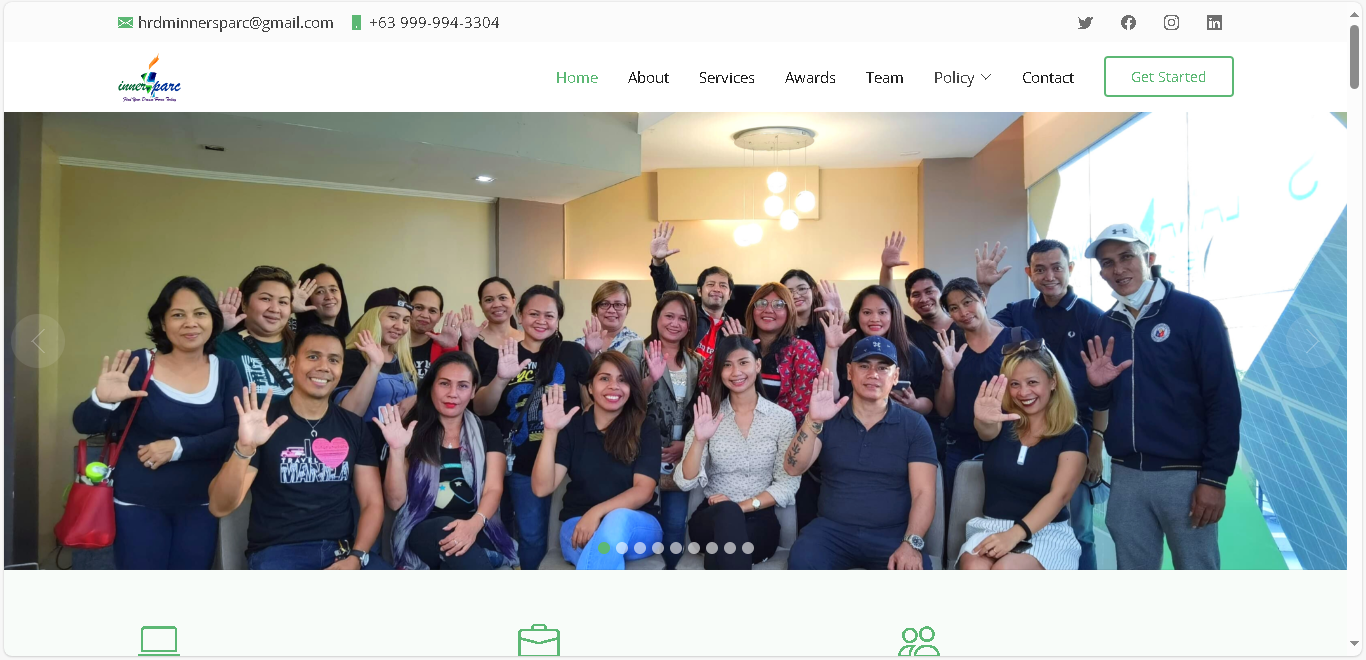 hrdminnersparc@gmail.com +63 999-994-3304
innersparc
Find Your Dream Home Today
Home About Services Awards Team Policy Contact Get Started
TRAVEL
MANILA